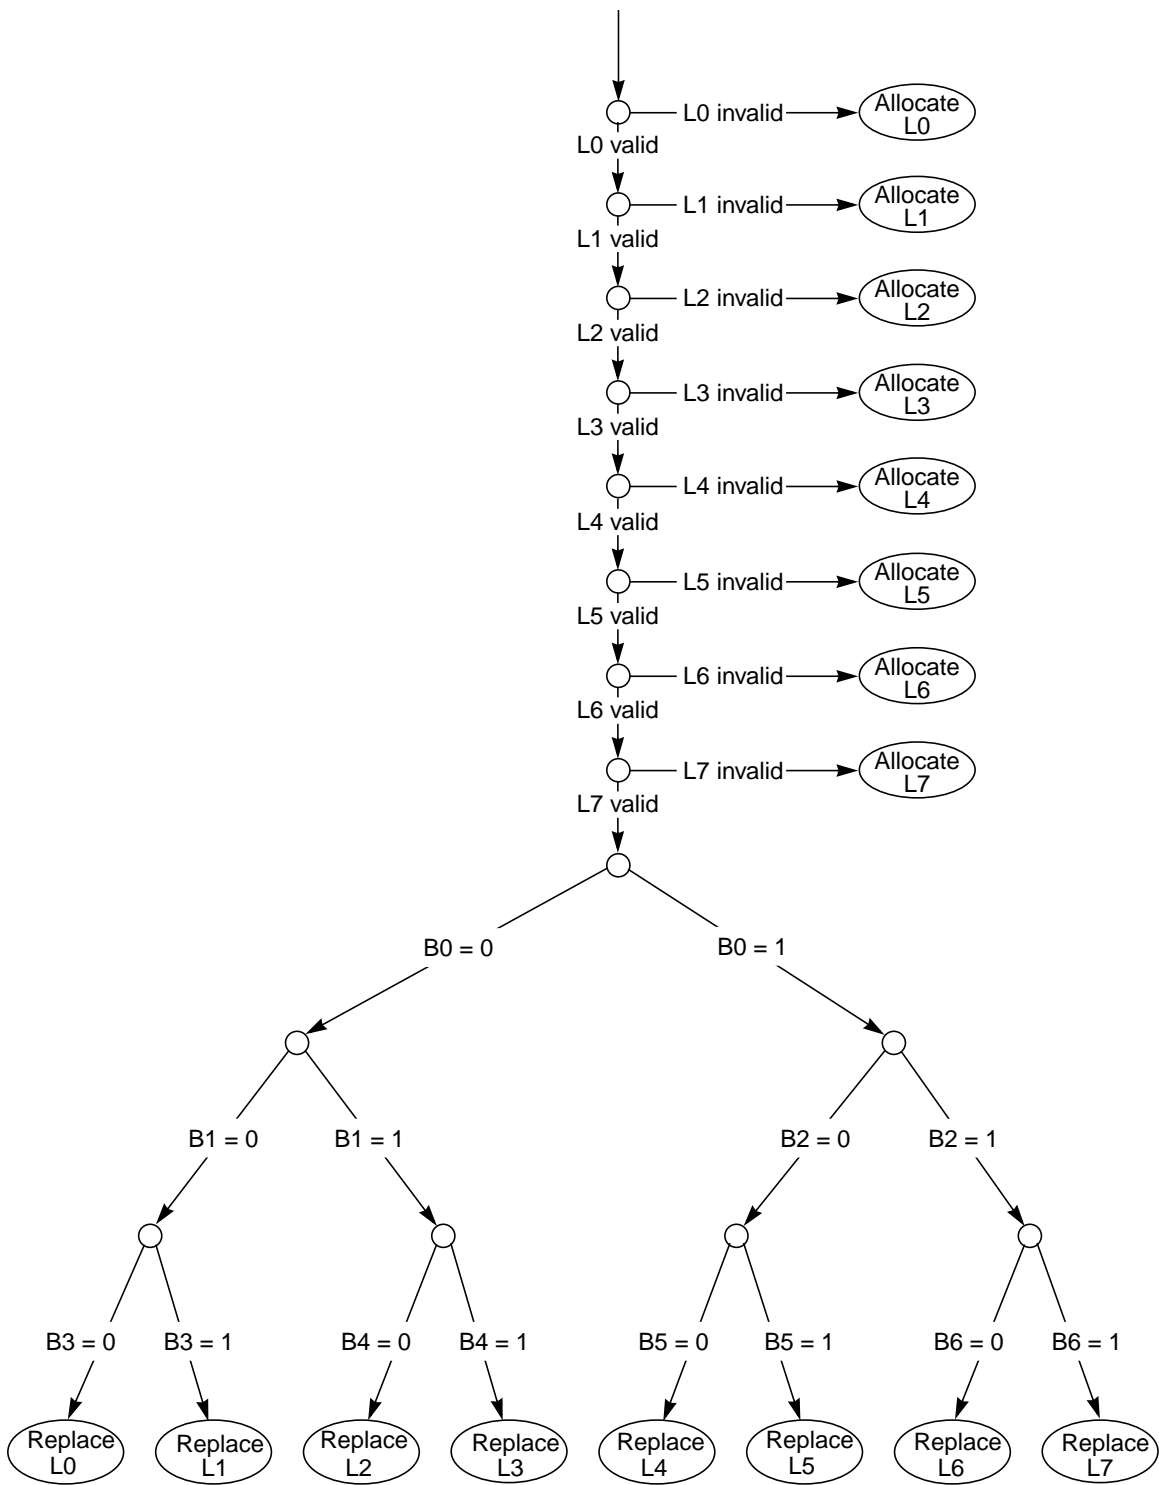 L0 invalid
Allocate
L0
L0 valid
L1 invalid
Allocate
L1
L1 valid
L2 invalid
Allocate
L2
L2 valid
L3 invalid
Allocate
L3
L3 valid
L4 invalid
Allocate
L4
L4 valid
L5 invalid
Allocate
L5
L5 valid
L6 invalid
Allocate
L6
L6 valid
L7 invalid
Allocate
L7
L7 valid
B0 = 0
B0 = 1
B1 = 0
B1 = 1
B2 = 0
B2 = 1
B3 = 0
B3 = 1
B4 = 0
B4 = 1
B5 = 0
B5 = 1
B6 = 0
B6 = 1
Replace
L0
Replace
L1
Replace
L2
Replace
L3
Replace
L4
Replace
L5
Replace
L6
Replace
L7